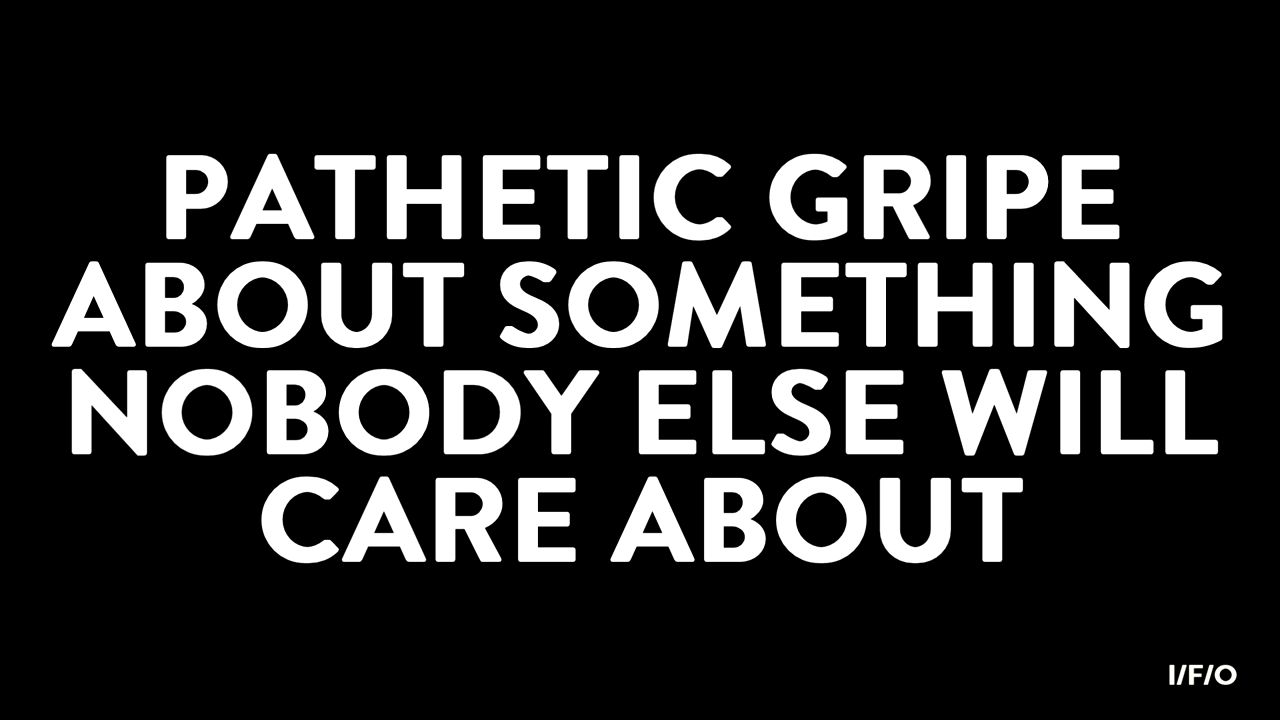 PATHETIC GRIPE
ABOUT SOMETHING
NOBODY ELSE WILL
CARE ABOUT
I/F/O